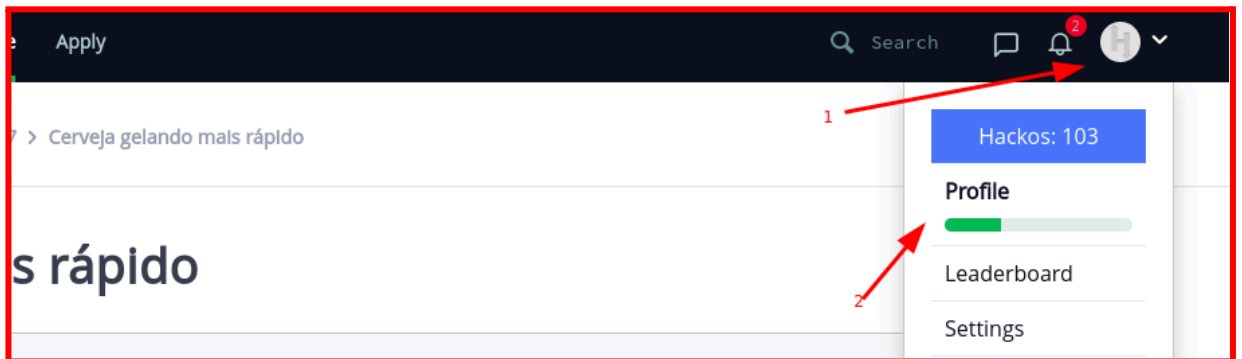 Apply
Search
2
1
7 > Cerveja gelando mais rápido
Hackos: 103
Profile
s rápido
2
Leaderboard
Settings